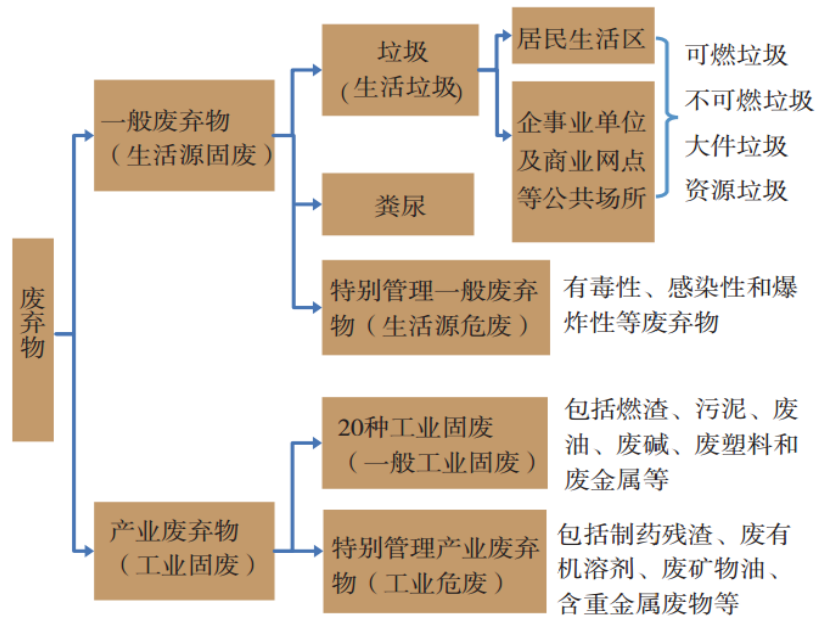 废弃物
一般废弃物
（生活源固废）
垃圾
(生活垃圾)
居民生活区
企事业单位
及商业网点
等公共场所
可燃垃圾
不可燃垃圾
大件垃圾
资源垃圾
粪尿
特别管理一般废弃
物（生活源危废）
有毒性、感染性和爆
炸性等废弃物
产业废弃物
（工业固废）
20种工业固废
（一般工业固废）
包括燃渣、污泥、废
油、废碱、废塑料和
废金属等
特别管理产业废弃
物（工业危废）
包括制药残渣、废有
机溶剂、废矿物油、
含重金属废物等